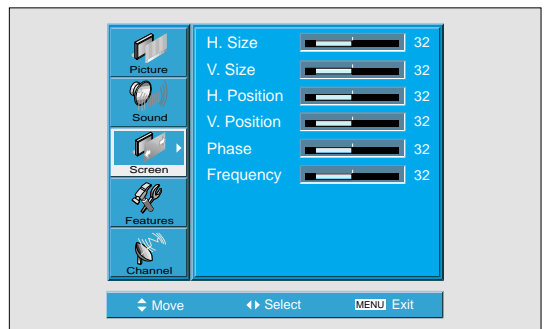 Picture
Sound
Screen
Features
Channel
H. Size 32
V. Size 32
H. Position 32
V. Position 32
Phase 32
Frequency 32
Move Select MENU Exit